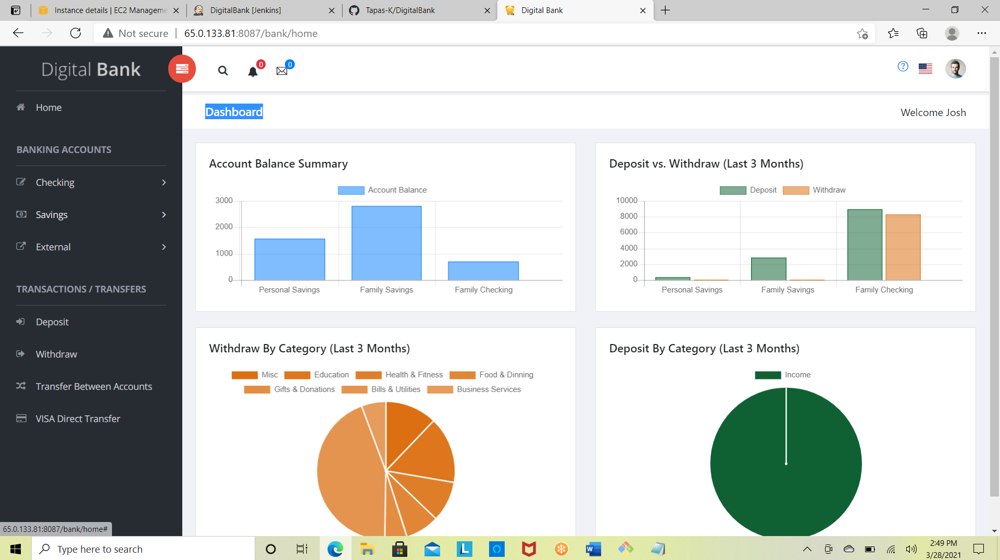 Instance details | EC2 Manageme
DigitalBank [Jenkins]
Tapas-K/DigitalBank
Digital Bank
Not secure | 65.0.133.81:8087/bank/home
Digital Bank
0
0
Home
Dashboard
Welcome Josh
BANKING ACCOUNTS
Checking
Savings
External
TRANSACTIONS / TRANSFERS
Deposit
Withdraw
Transfer Between Accounts
VISA Direct Transfer
Account Balance Summary
Account Balance
3000
2000
1000
0
Personal Savings
Family Savings
Family Checking
Deposit vs. Withdraw (Last 3 Months)
Deposit
Withdraw
10000
8000
6000
4000
2000
0
Personal Savings
Family Savings
Family Checking
Withdraw By Category (Last 3 Months)
Misc
Education
Health & Fitness
Food & Dinning
Gifts & Donations
Bills & Utilities
Business Services
Deposit By Category (Last 3 Months)
Income
65.0.133.81:8087/bank/home#
Type here to search
L
W
2:49 PM
3/28/2021